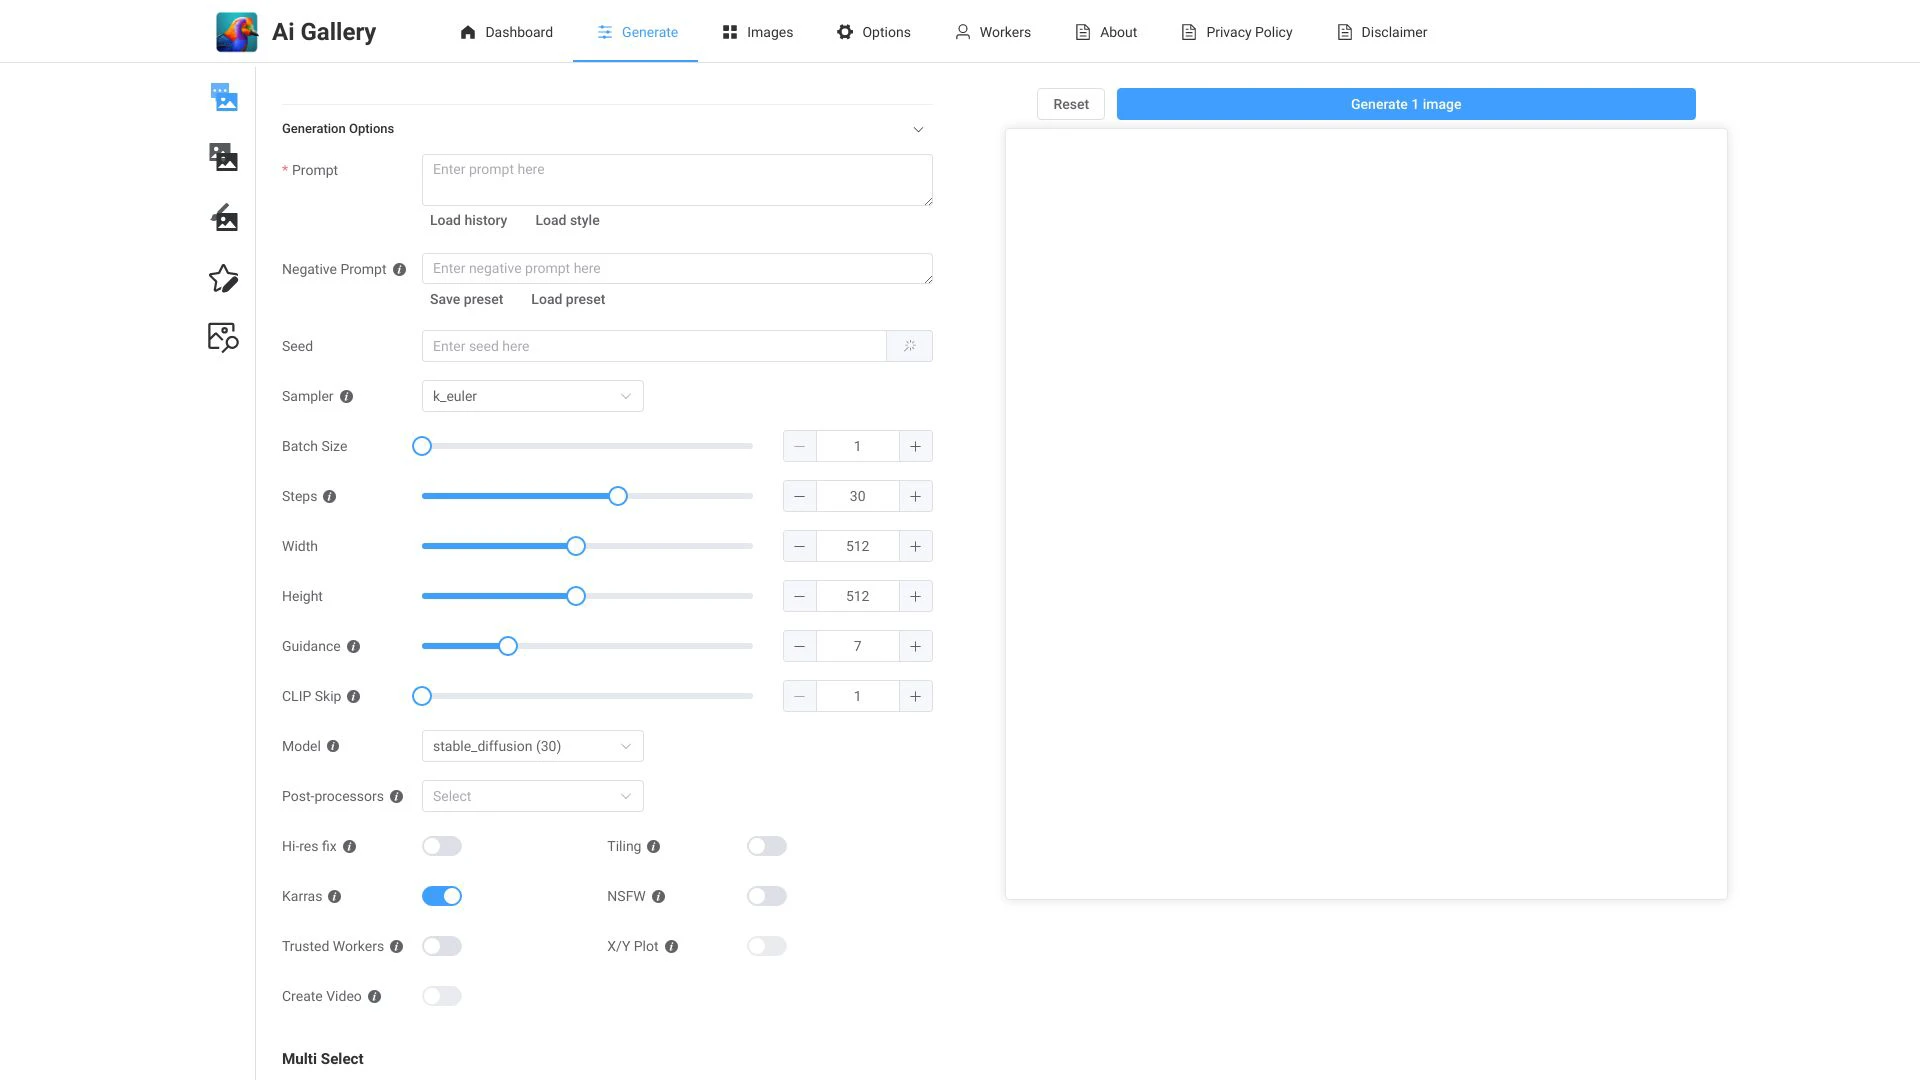 Ai Gallery
Dashboard
Generate
Images
Options
Workers
About
Privacy Policy
Disclaimer
Reset
Generate 1 image
Generation Options
* Prompt
Enter prompt here
Load history
Load style
Negative Prompt
Enter negative prompt here
Save preset
Load preset
Seed
Enter seed here
Sampler
k_euler
Batch Size
1
Steps
30
Width
512
Height
512
Guidance
7
CLIP Skip
1
Model
stable_diffusion (30)
Post-processors
Select
Hi-res fix
Tiling
Karras
NSFW
Trusted Workers
X/Y Plot
Create Video
Multi Select